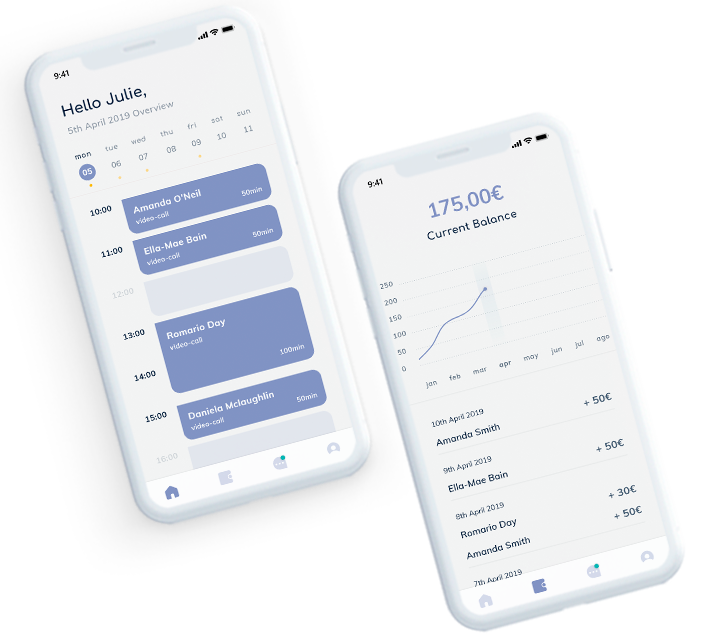 9:41
Hello Julie,
5th April 2019 Overview
mon tue wed thu fri sat sun
05 06 07 08 09 10 11
10:00
Amanda O'Neil
video-call
50min
11:00
Ella-Mae Bain
video-call
50min
12:00
13:00
Romario Day
video-call
100min
14:00
15:00
Daniela Mclaughlin
video-call
50min
16:00
9:41
175,00€
Current Balance
250
200
150
100
50
0
jan feb mar apr may jun jul ago
10th April 2019
Amanda Smith + 50€
9th April 2019
Ella-Mae Bain + 50€
8th April 2019
Romario Day + 30€
Amanda Smith + 50€
7th April 2019